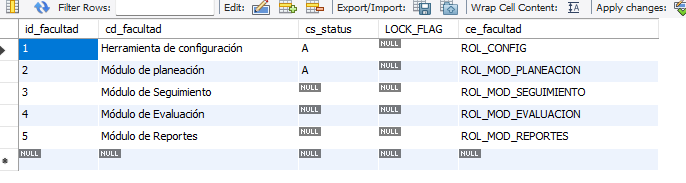 Filter Rows: Edit: Export/Import: Wrap Cell Content: Apply changes:
id_facultad cd_facultad cs_status LOCK_FLAG ce_facultad
1 Herramienta de configuración A NULL ROL_CONFIG
2 Módulo de planeación A NULL ROL_MOD_PLANEACION
3 Módulo de Seguimiento NULL NULL ROL_MOD_SEGUIMIENTO
4 Módulo de Evaluación NULL NULL ROL_MOD_EVALUACION
5 Módulo de Reportes NULL NULL ROL_MOD_REPORTES
NULL NULL NULL NULL NULL